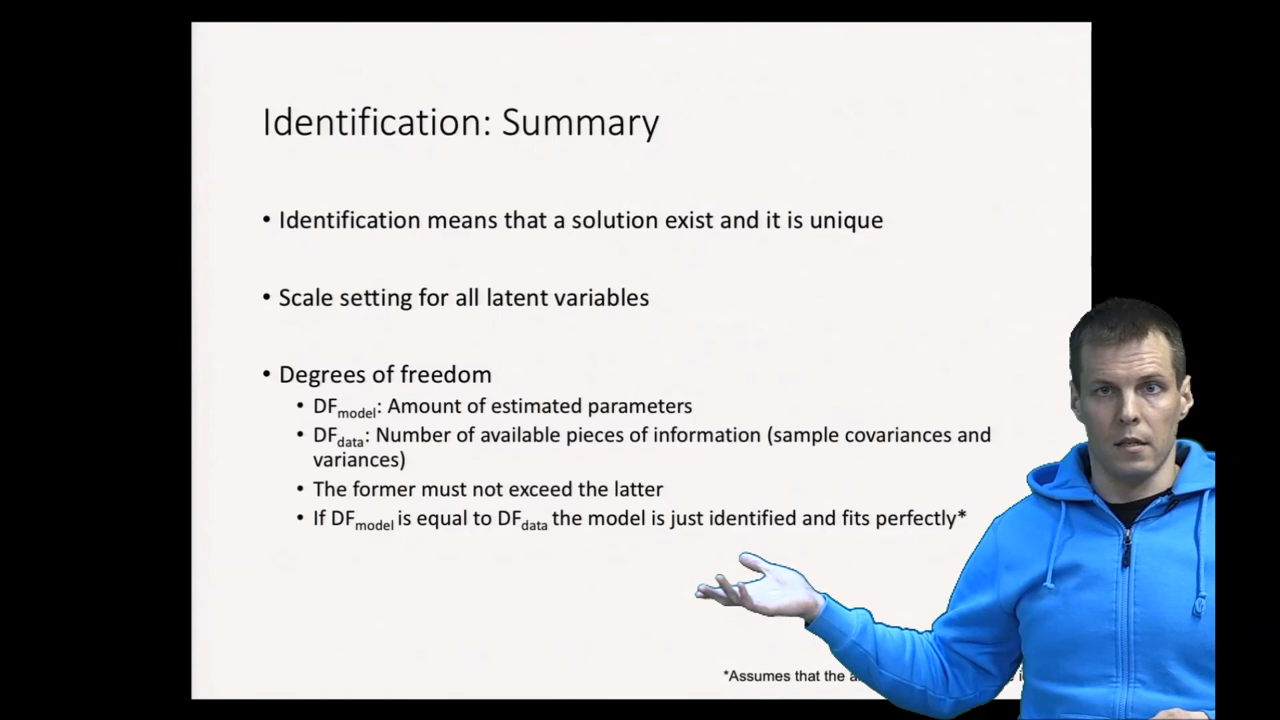 Identification: Summary
• Identification means that a solution exist and it is unique
• Scale setting for all latent variables
• Degrees of freedom
• DFmodel: Amount of estimated parameters
• DFdata: Number of available pieces of information (sample covariances and
variances)
• The former must not exceed the latter
• If DFmodel is equal to DFdata the model is just identified and fits perfectly*
*Assumes that the